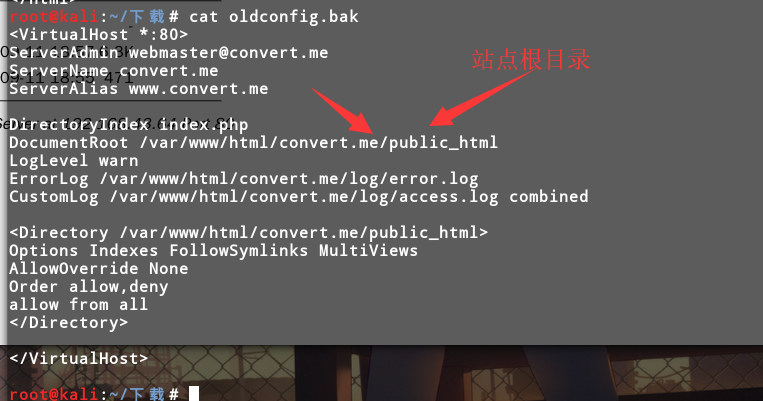 </html>
root@kali:~/下载# cat oldconfig.bak
<VirtualHost *:80>
ServerAdmin webmaster@convert.me
ServerName convert.me
ServerAlias www.convert.me
站点根目录
DirectoryIndex index.php
DocumentRoot /var/www/html/convert.me/public_html
LogLevel warn
ErrorLog /var/www/html/convert.me/log/error.log
CustomLog /var/www/html/convert.me/log/access.log combined
<Directory /var/www/html/convert.me/public_html>
Options Indexes FollowSymlinks MultiViews
AllowOverride None
Order allow,deny
allow from all
</Directory>
</VirtualHost>
root@kali:~/下载#